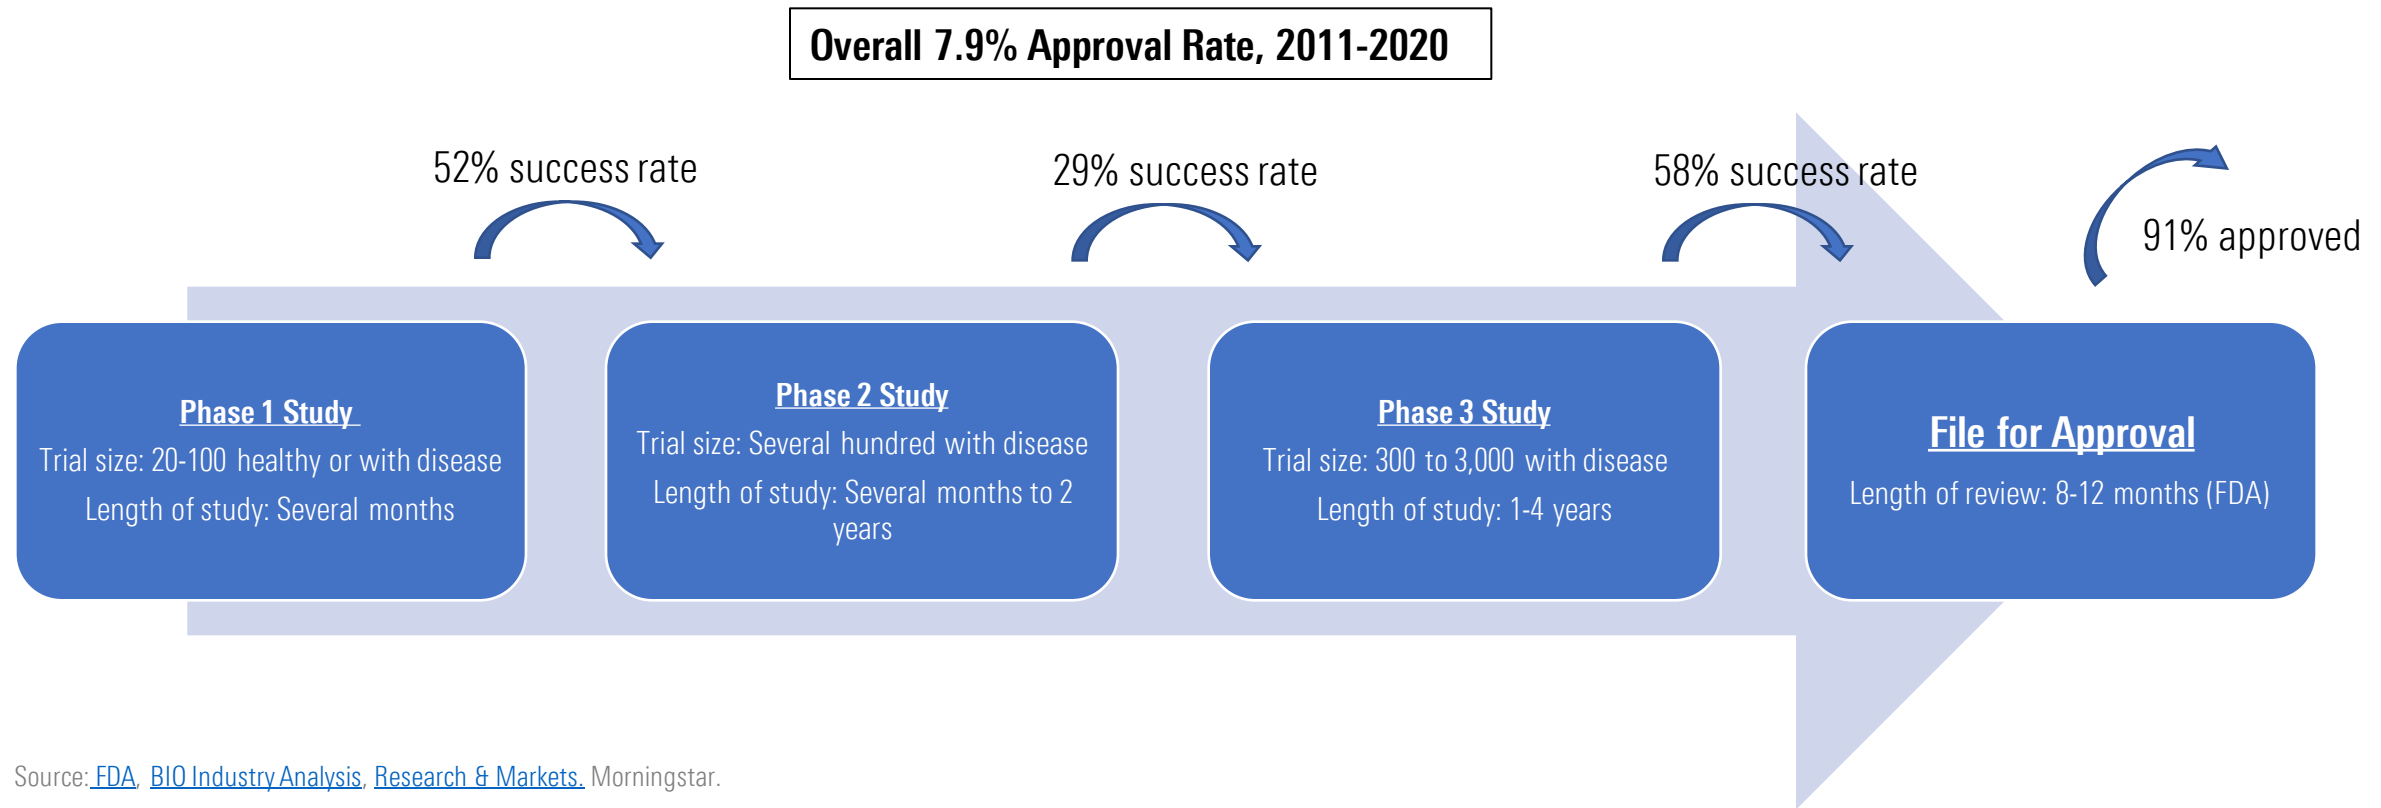 Overall 7.9% Approval Rate, 2011-2020
52% success rate
29% success rate
58% success rate
91% approved
Phase 1 Study
Trial size: 20-100 healthy or with disease
Length of study: Several months
Phase 2 Study
Trial size: Several hundred with disease
Length of study: Several months to 2
years
Phase 3 Study
Trial size: 300 to 3,000 with disease
Length of study: 1-4 years
File for Approval
Length of review: 8-12 months (FDA)
Source: FDA, BIO Industry Analysis, Research & Markets. Morningstar.